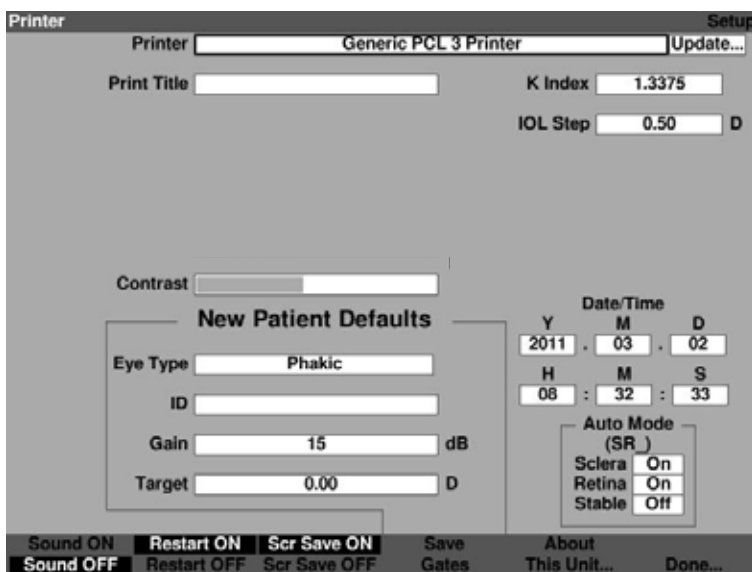 Printer Setup
Printer Generic PCL 3 Printer Update...
Print Title K Index 1.3375
IOL Step 0.50 D
Contrast
Date/Time
New Patient Defaults
Y M D
2011 . 03 . 02
Eye Type Phakic
H M S
08 : 32 : 33
ID
Auto Mode
(SR_)
Gain 15 dB
Sclera On
Retina On
Target 0.00 D
Stable Off
Sound ON Restart ON Scr Save ON Save About
Sound OFF Restart OFF Scr Save OFF Gates This Unit... Done...